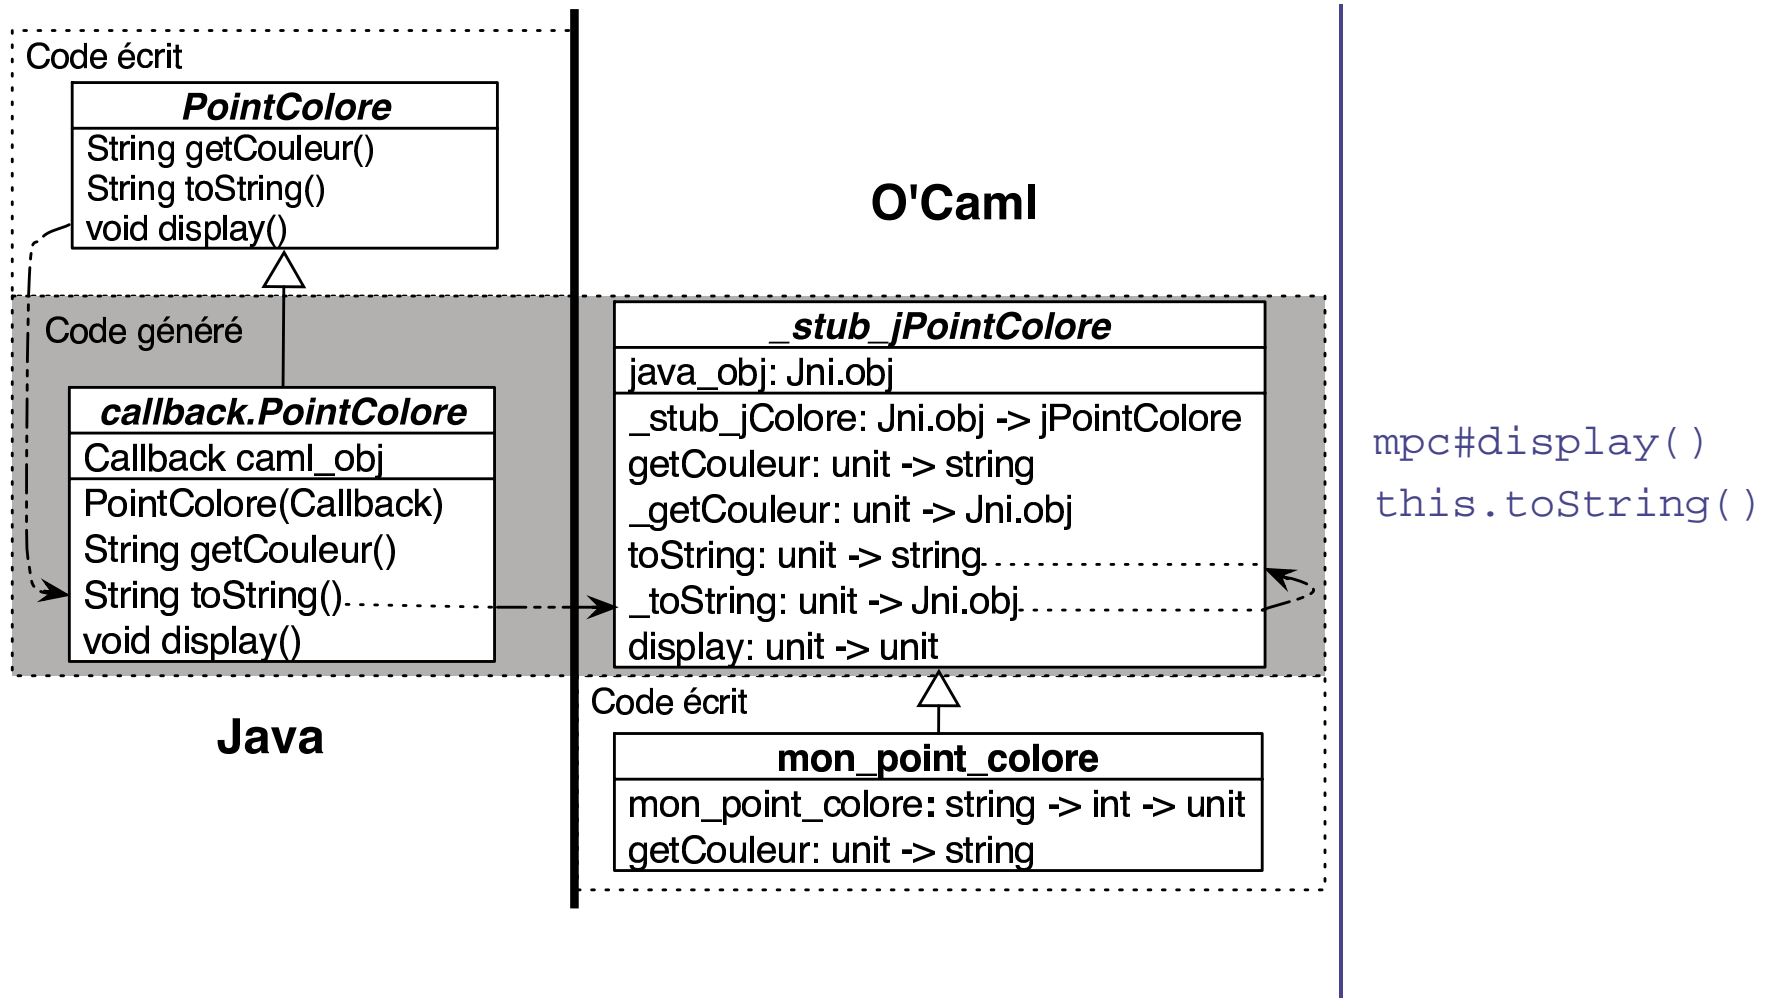 Code écrit
PointColore
String getCouleur()
String toString()
void display()
Code généré
callback.PointColore
Callback caml_obj
PointColore(Callback)
String getCouleur()
String toString()
void display()
Java
O'Caml
_stub_jPointColore
java_obj: Jni.obj
_stub_jColore: Jni.obj -> jPointColore
getCouleur: unit -> string
_getCouleur: unit -> Jni.obj
toString: unit -> string
_toString: unit -> Jni.obj
display: unit -> unit
Code écrit
mon_point_colore
mon_point_colore: string -> int -> unit
getCouleur: unit -> string
mpc#display()
this.toString()